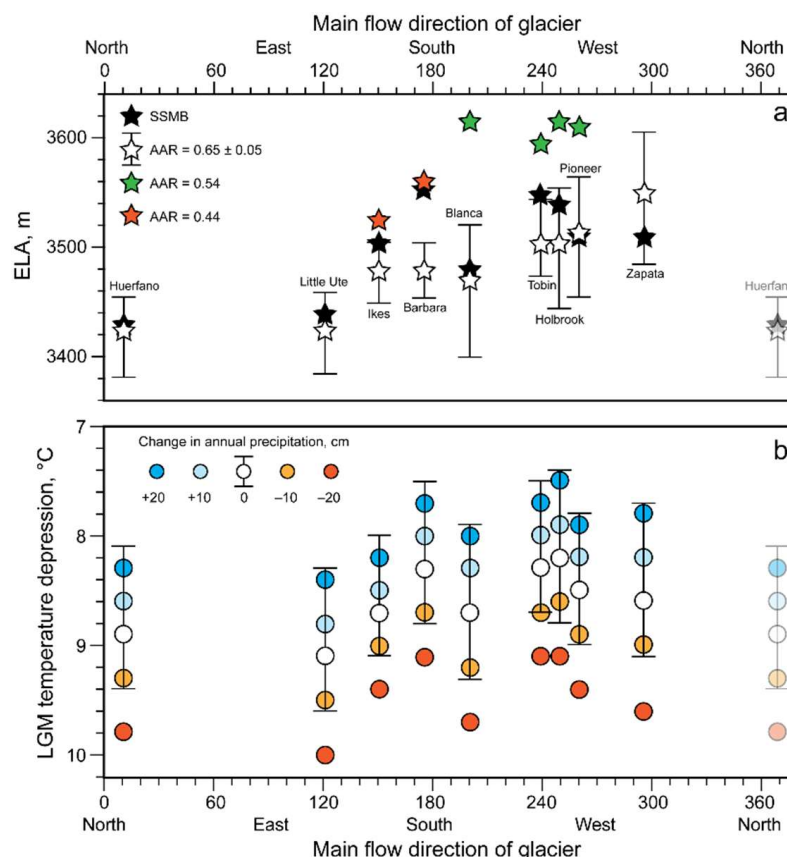 Main flow direction of glacier
North East South West North
0 60 120 180 240 300 360
a
ELA, m
3600
3500
3400
SSMB
AAR = 0.65 ± 0.05
AAR = 0.54
AAR = 0.44
Pioneer
Blanca
Huerfano
Little Ute
Ikes
Barbara
Tobin
Holbrook
Zapata
Huerfano
b
LGM temperature depression, °C
7
8
9
10
Change in annual precipitation, cm
+20 +10 0 –10 –20
0 60 120 180 240 300 360
North East South West North
Main flow direction of glacier